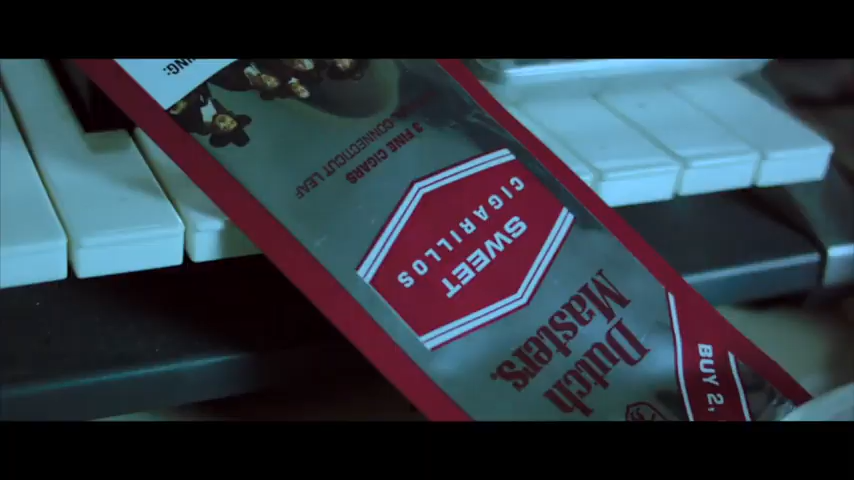 BUY 2,
Dutch
Masters.
SWEET
CIGARILLOS
3 FINE CIGARS
CONNECTICUT LEAF